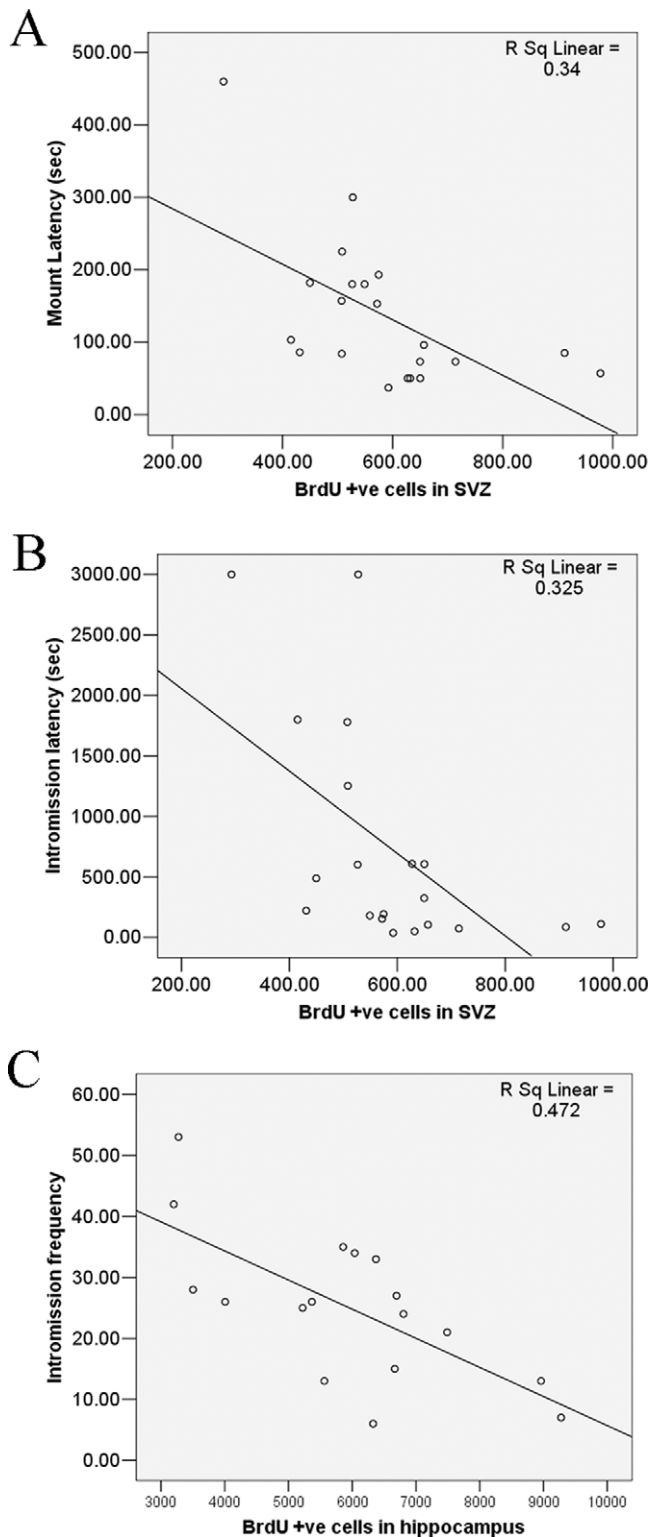 A
R Sq Linear =
0.34
500.00
400.00
300.00
200.00
100.00
0.00
Mount Latency (sec)
200.00 400.00 600.00 800.00 1000.00
BrdU +ve cells in SVZ
B
R Sq Linear =
0.325
3000.00
2500.00
2000.00
1500.00
1000.00
500.00
0.00
Intromission latency (sec)
200.00 400.00 600.00 800.00 1000.00
BrdU +ve cells in SVZ
C
R Sq Linear =
0.472
60.00
50.00
40.00
30.00
20.00
10.00
0.00
Intromission frequency
3000 4000 5000 6000 7000 8000 9000 10000
BrdU +ve cells in hippocampus